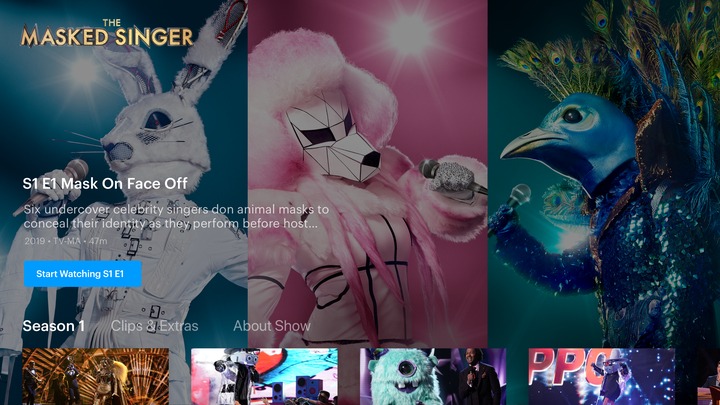 THE
MASKED SINGER
S1 E1 Mask On Face Off
Six undercover celebrity singers don animal masks to
conceal their identity as they perform before host...
2019 • TV-MA • 47m
Start Watching S1 E1
Season 1 Clips & Extras About Show
PPO